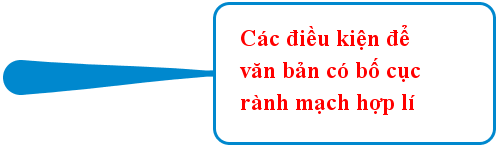 Các điều kiện để
văn bản có bố cục
rành mạch hợp lí